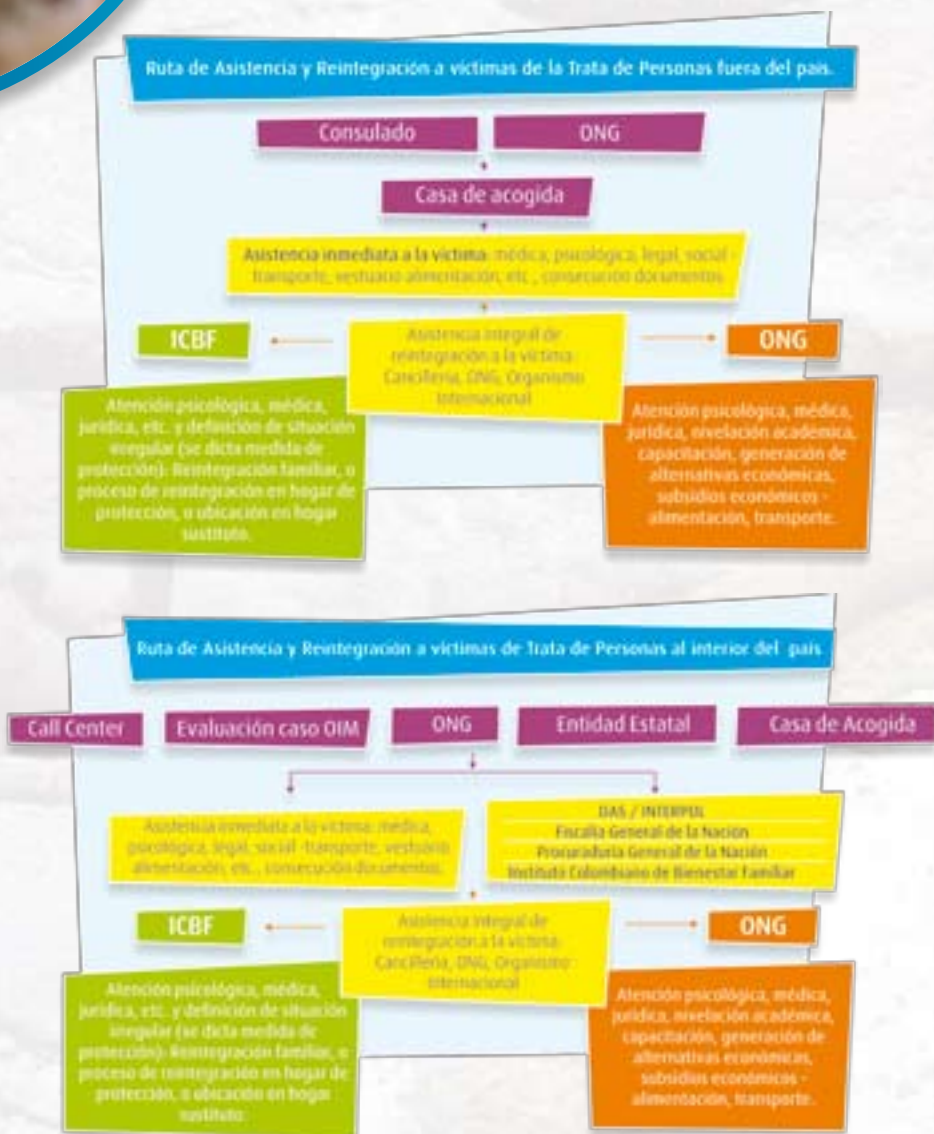 Ruta de Asistencia y Reintegración a víctimas de la Trata de Personas fuera del país.
Consulado
ONG
Casa de acogida
Asistencia inmediata a la víctima: médica, psicológica, legal, social -
transporte, vestuario alimentación, etc., consecución documentos.
ICBF
Asistencia integral de
reintegración a la víctima:
Cancillería, ONG, Organismo
Internacional
ONG
Atención psicológica, médica,
jurídica, etc. y definición de situación
irregular (se dicta medida de
protección): Reintegración familiar, o
proceso de reintegración en hogar de
protección, o ubicación en hogar
sustituto.
Atención psicológica, médica,
jurídica, nivelación académica,
capacitación, generación de
alternativas económicas,
subsidios económicos -
alimentación, transporte.
Ruta de Asistencia y Reintegración a víctimas de Trata de Personas al interior del país
Call Center
Evaluación caso OIM
ONG
Entidad Estatal
Casa de Acogida
Asistencia inmediata a la víctima: médica,
psicológica, legal, social -transporte, vestuario
alimentación, etc., consecución documentos.
DAS / INTERPOL
Fiscalía General de la Nación
Procuraduría General de la Nación
Instituto Colombiano de Bienestar Familiar
ICBF
Asistencia integral de
reintegración a la víctima:
Cancillería, ONG, Organismo
Internacional
ONG
Atención psicológica, médica,
jurídica, etc. y definición de situación
irregular (se dicta medida de
protección): Reintegración familiar, o
proceso de reintegración en hogar de
protección, o ubicación en hogar
sustituto.
Atención psicológica, médica,
jurídica, nivelación académica,
capacitación, generación de
alternativas económicas,
subsidios económicos -
alimentación, transporte.